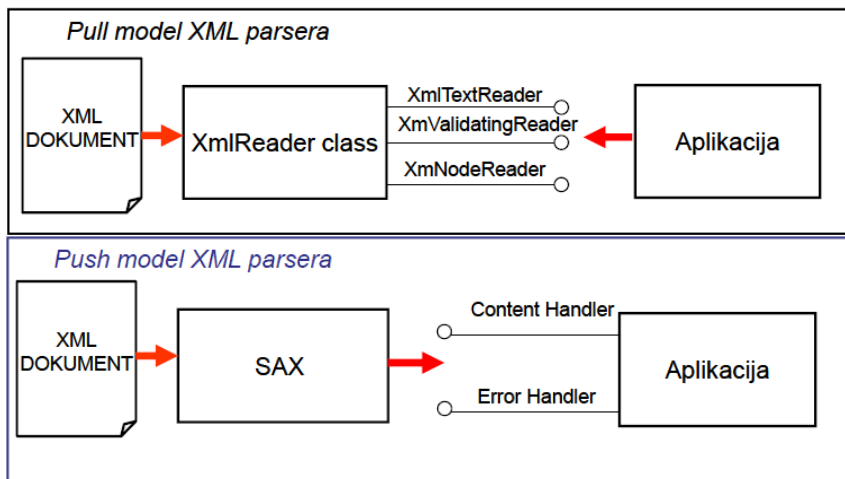 Pull model XML parsera
XML
DOKUMENT
XmlReader class
XmlTextReader
XmValidatingReader
XmNodeReader
Aplikacija
Push model XML parsera
XML
DOKUMENT
SAX
Content Handler
Error Handler
Aplikacija